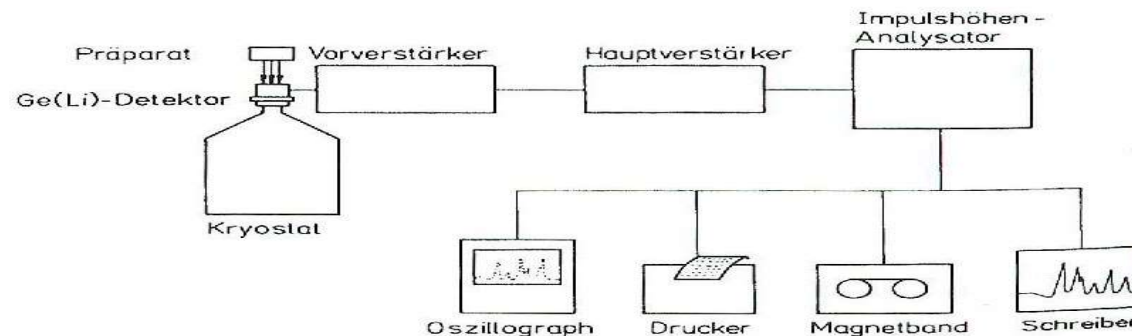 Impulshöhen-
Analysator
Präparat
Vorverstärker
Hauptverstärker
Ge(Li)-Detektor
Kryostat
Oszillograph
Drucker
Magnetband
Schreiber